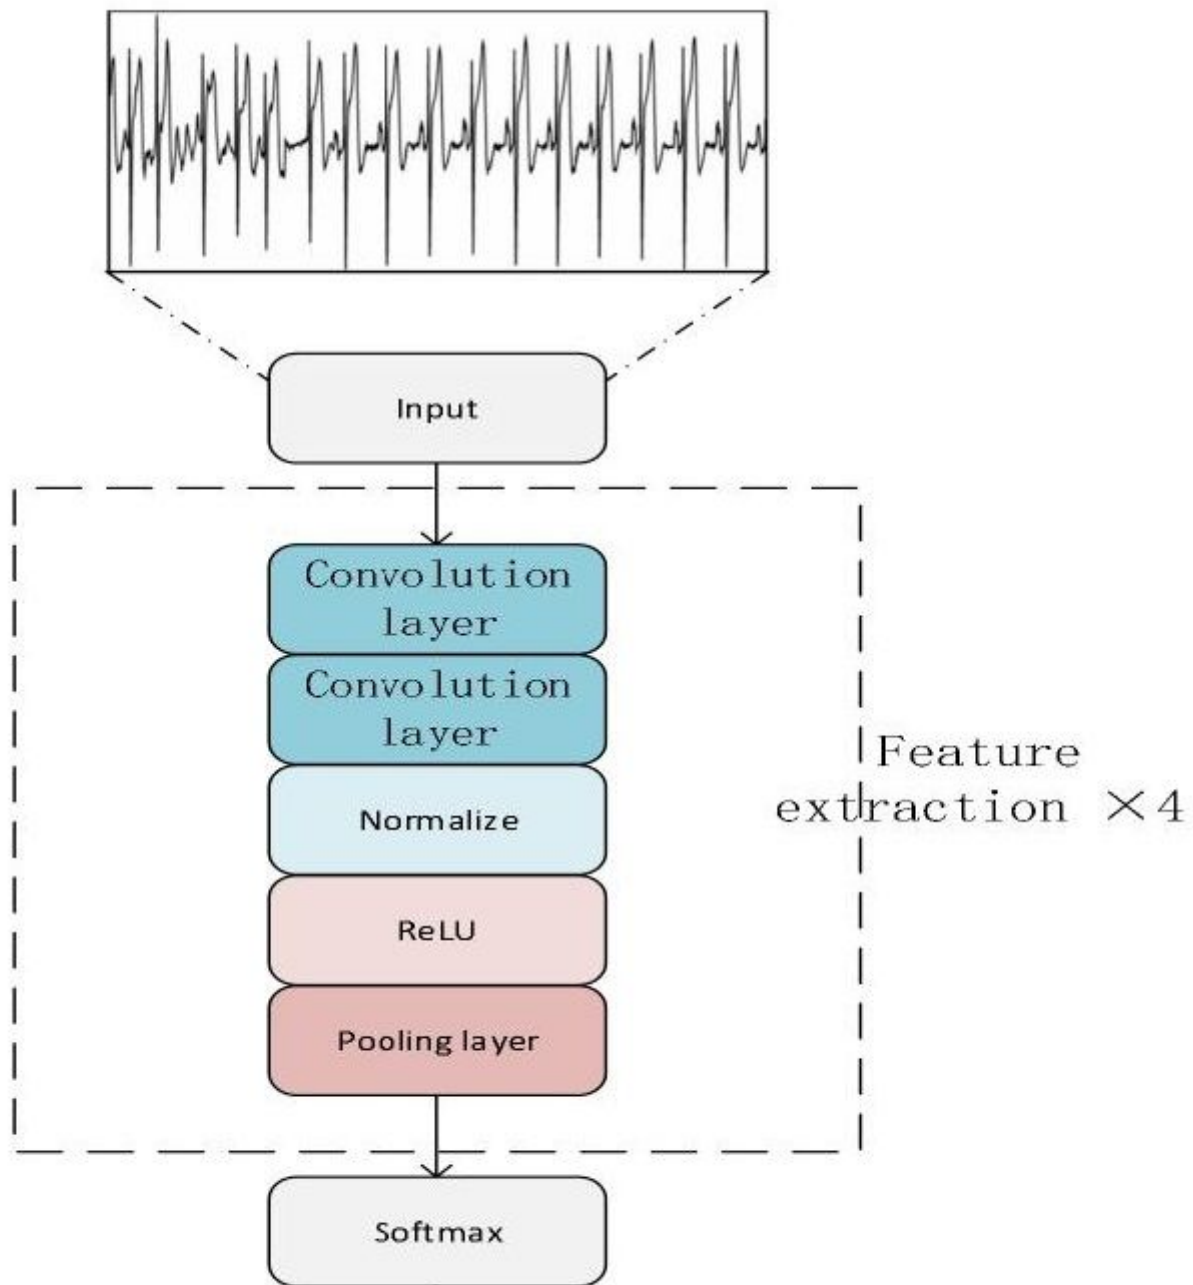 Input
Convolution
layer
Convolution
layer
Normalize
ReLU
Pooling layer
Feature
extraction ×4
Softmax